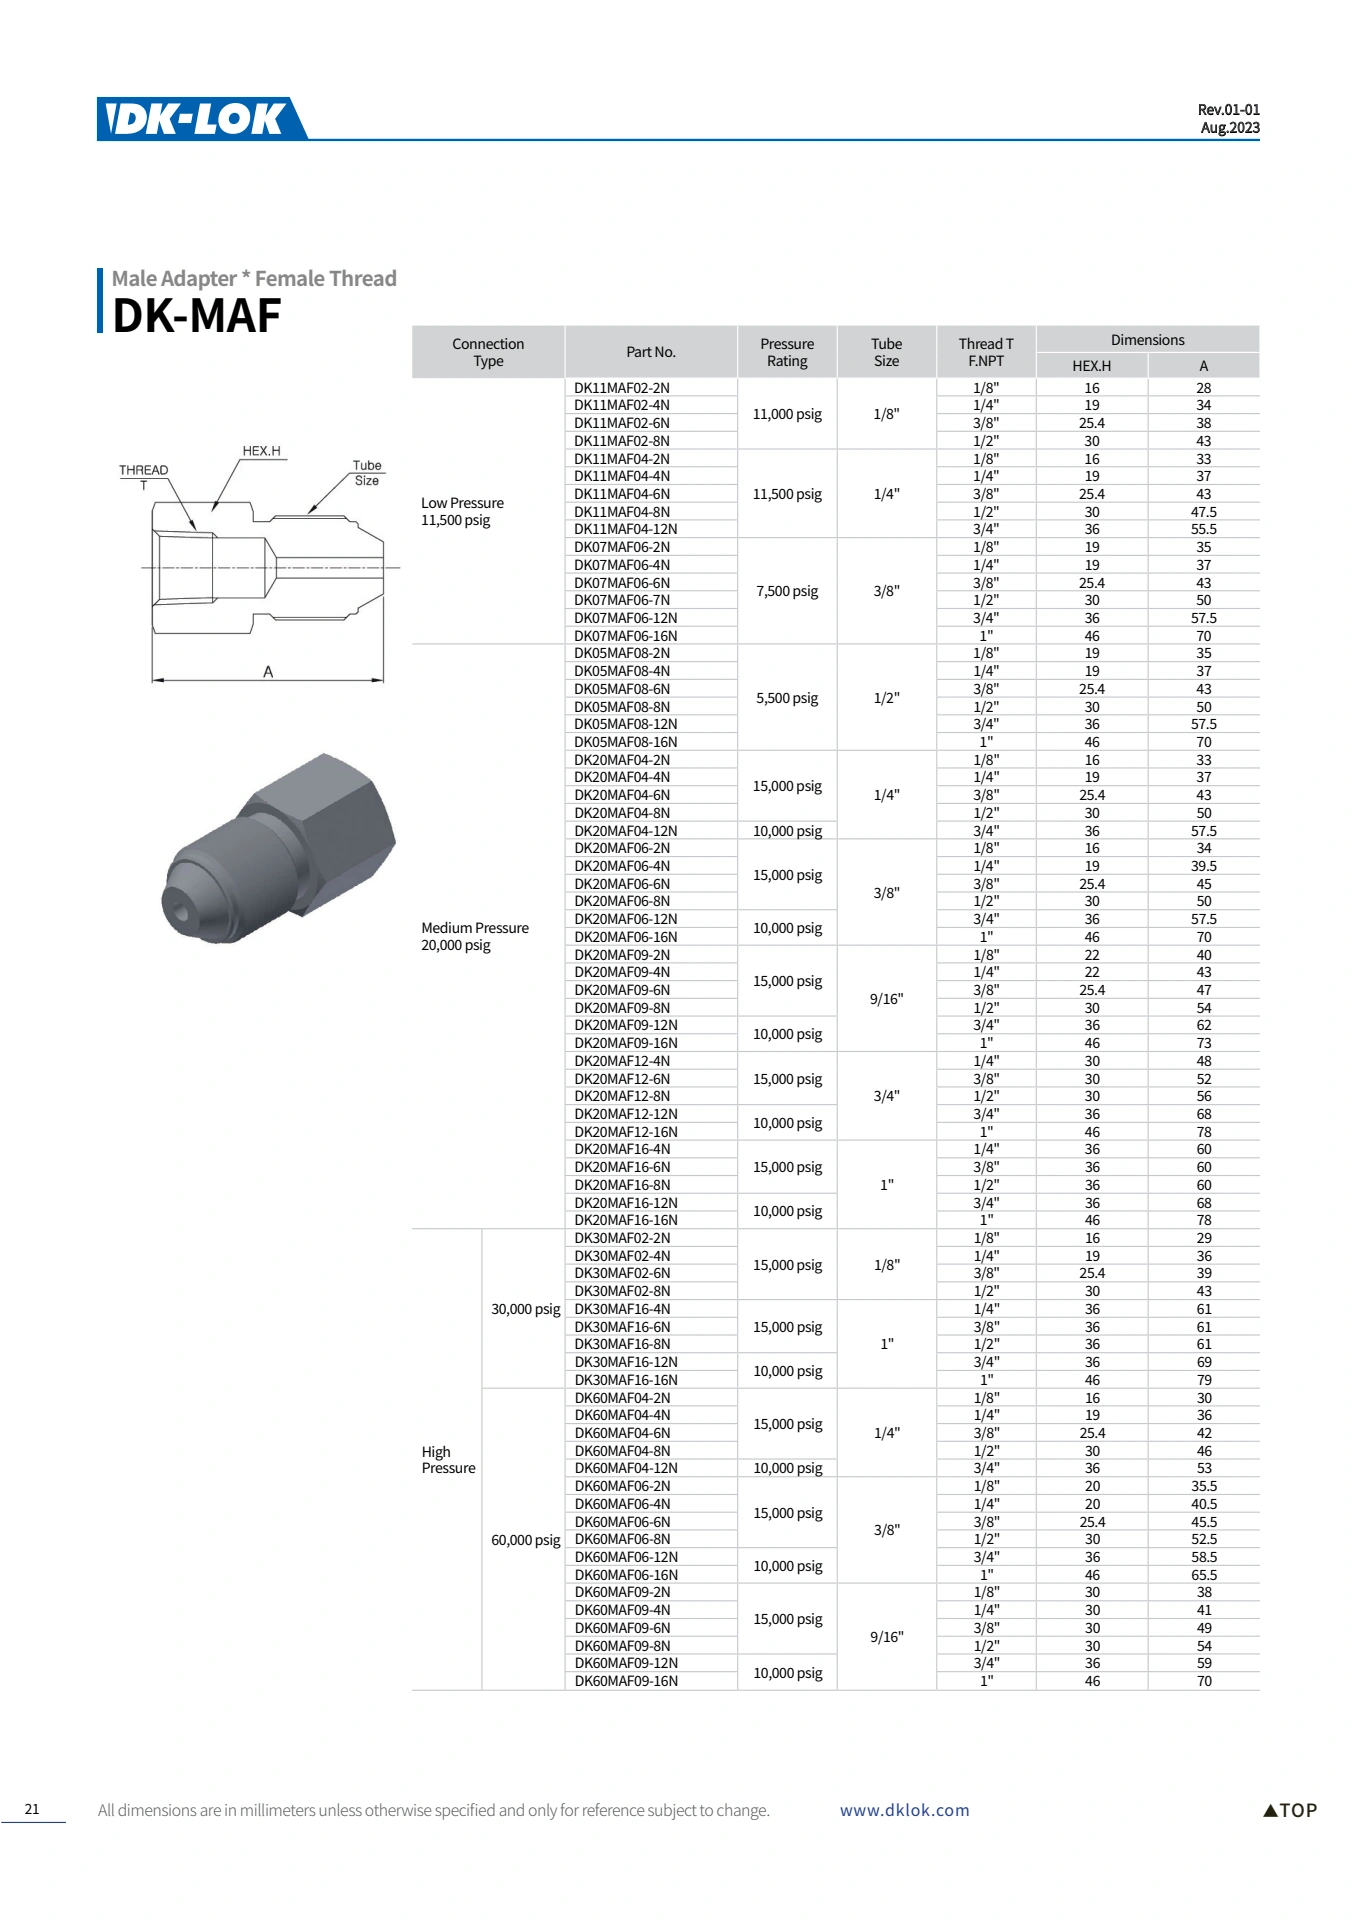 DK-LOK
Rev.01-01
Aug.2023
Male Adapter * Female Thread
DK-MAF
THREAD
T
HEX.H
Tube
Size
A
Connection Type | Part No. | Pressure Rating | Tube Size | Thread T F.NPT | Dimensions
HEX.H | A
Low Pressure 11,500 psig
DK11MAF02-2N 11,000 psig 1/8" 1/8" 16 28
DK11MAF02-4N 1/4" 19 34
DK11MAF02-6N 3/8" 25.4 38
DK11MAF02-8N 1/2" 30 43
DK11MAF04-2N 11,500 psig 1/4" 1/8" 16 33
DK11MAF04-4N 1/4" 19 37
DK11MAF04-6N 3/8" 25.4 43
DK11MAF04-8N 1/2" 30 47.5
DK11MAF04-12N 3/4" 36 55.5
DK07MAF06-2N 7,500 psig 3/8" 1/8" 19 35
DK07MAF06-4N 1/4" 19 37
DK07MAF06-6N 3/8" 25.4 43
DK07MAF06-7N 1/2" 30 50
DK07MAF06-12N 3/4" 36 57.5
DK07MAF06-16N 1" 46 70
Medium Pressure 20,000 psig
DK05MAF08-2N 5,500 psig 1/2" 1/8" 19 35
DK05MAF08-4N 1/4" 19 37
DK05MAF08-6N 3/8" 25.4 43
DK05MAF08-8N 1/2" 30 50
DK05MAF08-12N 3/4" 36 57.5
DK05MAF08-16N 1" 46 70
DK20MAF04-2N 15,000 psig 1/4" 1/8" 16 33
DK20MAF04-4N 1/4" 19 37
DK20MAF04-6N 3/8" 25.4 43
DK20MAF04-8N 1/2" 30 50
DK20MAF04-12N 10,000 psig 3/4" 36 57.5
DK20MAF06-2N 15,000 psig 3/8" 1/8" 16 34
DK20MAF06-4N 1/4" 19 39.5
DK20MAF06-6N 3/8" 25.4 45
DK20MAF06-8N 1/2" 30 50
DK20MAF06-12N 10,000 psig 3/4" 36 57.5
DK20MAF06-16N 1" 46 70
DK20MAF09-2N 15,000 psig 9/16" 1/8" 22 40
DK20MAF09-4N 1/4" 22 43
DK20MAF09-6N 3/8" 25.4 47
DK20MAF09-8N 1/2" 30 54
DK20MAF09-12N 10,000 psig 3/4" 36 62
DK20MAF09-16N 1" 46 73
DK20MAF12-4N 15,000 psig 3/4" 1/4" 30 48
DK20MAF12-6N 3/8" 30 52
DK20MAF12-8N 1/2" 30 56
DK20MAF12-12N 10,000 psig 3/4" 36 68
DK20MAF12-16N 1" 46 78
DK20MAF16-4N 15,000 psig 1" 1/4" 36 60
DK20MAF16-6N 3/8" 36 60
DK20MAF16-8N 1/2" 36 60
DK20MAF16-12N 10,000 psig 3/4" 36 68
DK20MAF16-16N 1" 46 78
High Pressure
30,000 psig
DK30MAF02-2N 15,000 psig 1/8" 1/8" 16 29
DK30MAF02-4N 1/4" 19 36
DK30MAF02-6N 3/8" 25.4 39
DK30MAF02-8N 1/2" 30 43
DK30MAF16-4N 15,000 psig 1" 1/4" 36 61
DK30MAF16-6N 3/8" 36 61
DK30MAF16-8N 1/2" 36 61
DK30MAF16-12N 10,000 psig 3/4" 36 69
DK30MAF16-16N 1" 46 79
60,000 psig
DK60MAF04-2N 15,000 psig 1/4" 1/8" 16 30
DK60MAF04-4N 1/4" 19 36
DK60MAF04-6N 3/8" 25.4 42
DK60MAF04-8N 1/2" 30 46
DK60MAF04-12N 10,000 psig 3/4" 36 53
DK60MAF06-2N 15,000 psig 3/8" 1/8" 20 35.5
DK60MAF06-4N 1/4" 20 40.5
DK60MAF06-6N 3/8" 25.4 45.5
DK60MAF06-8N 1/2" 30 52.5
DK60MAF06-12N 10,000 psig 3/4" 36 58.5
DK60MAF06-16N 1" 46 65.5
DK60MAF09-2N 15,000 psig 9/16" 1/8" 30 38
DK60MAF09-4N 1/4" 30 41
DK60MAF09-6N 3/8" 30 49
DK60MAF09-8N 1/2" 30 54
DK60MAF09-12N 10,000 psig 3/4" 36 59
DK60MAF09-16N 1" 46 70
21
All dimensions are in millimeters unless otherwise specified and only for reference subject to change.
www.dklok.com
▲TOP